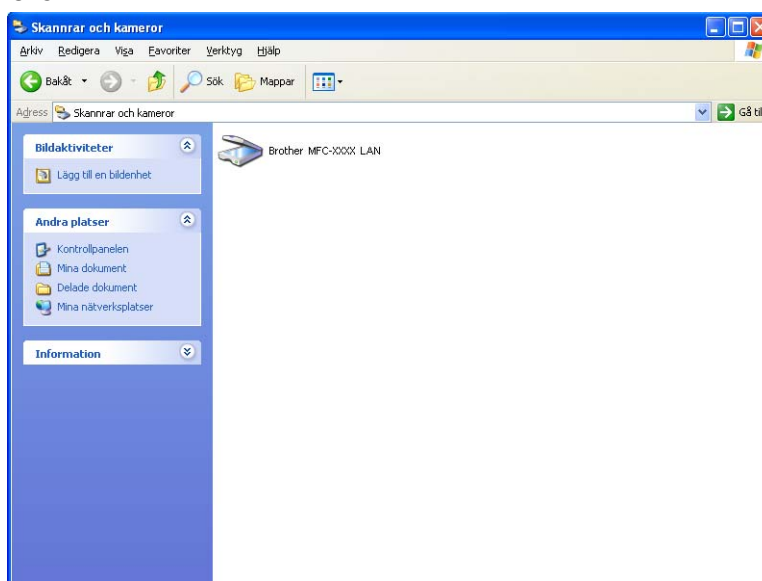 Skannrar och kameror
Arkiv Redigera Visa Favoriter Verktyg Hjälp
Bakåt Sök Mappar
Adress Skannrar och kameror Gå til
Bildaktiviteter
Lägg till en bildenhet
Andra platser
Kontrollpanelen
Mina dokument
Delade dokument
Mina nätverksplatser
Information
Brother MFC-XXXX LAN